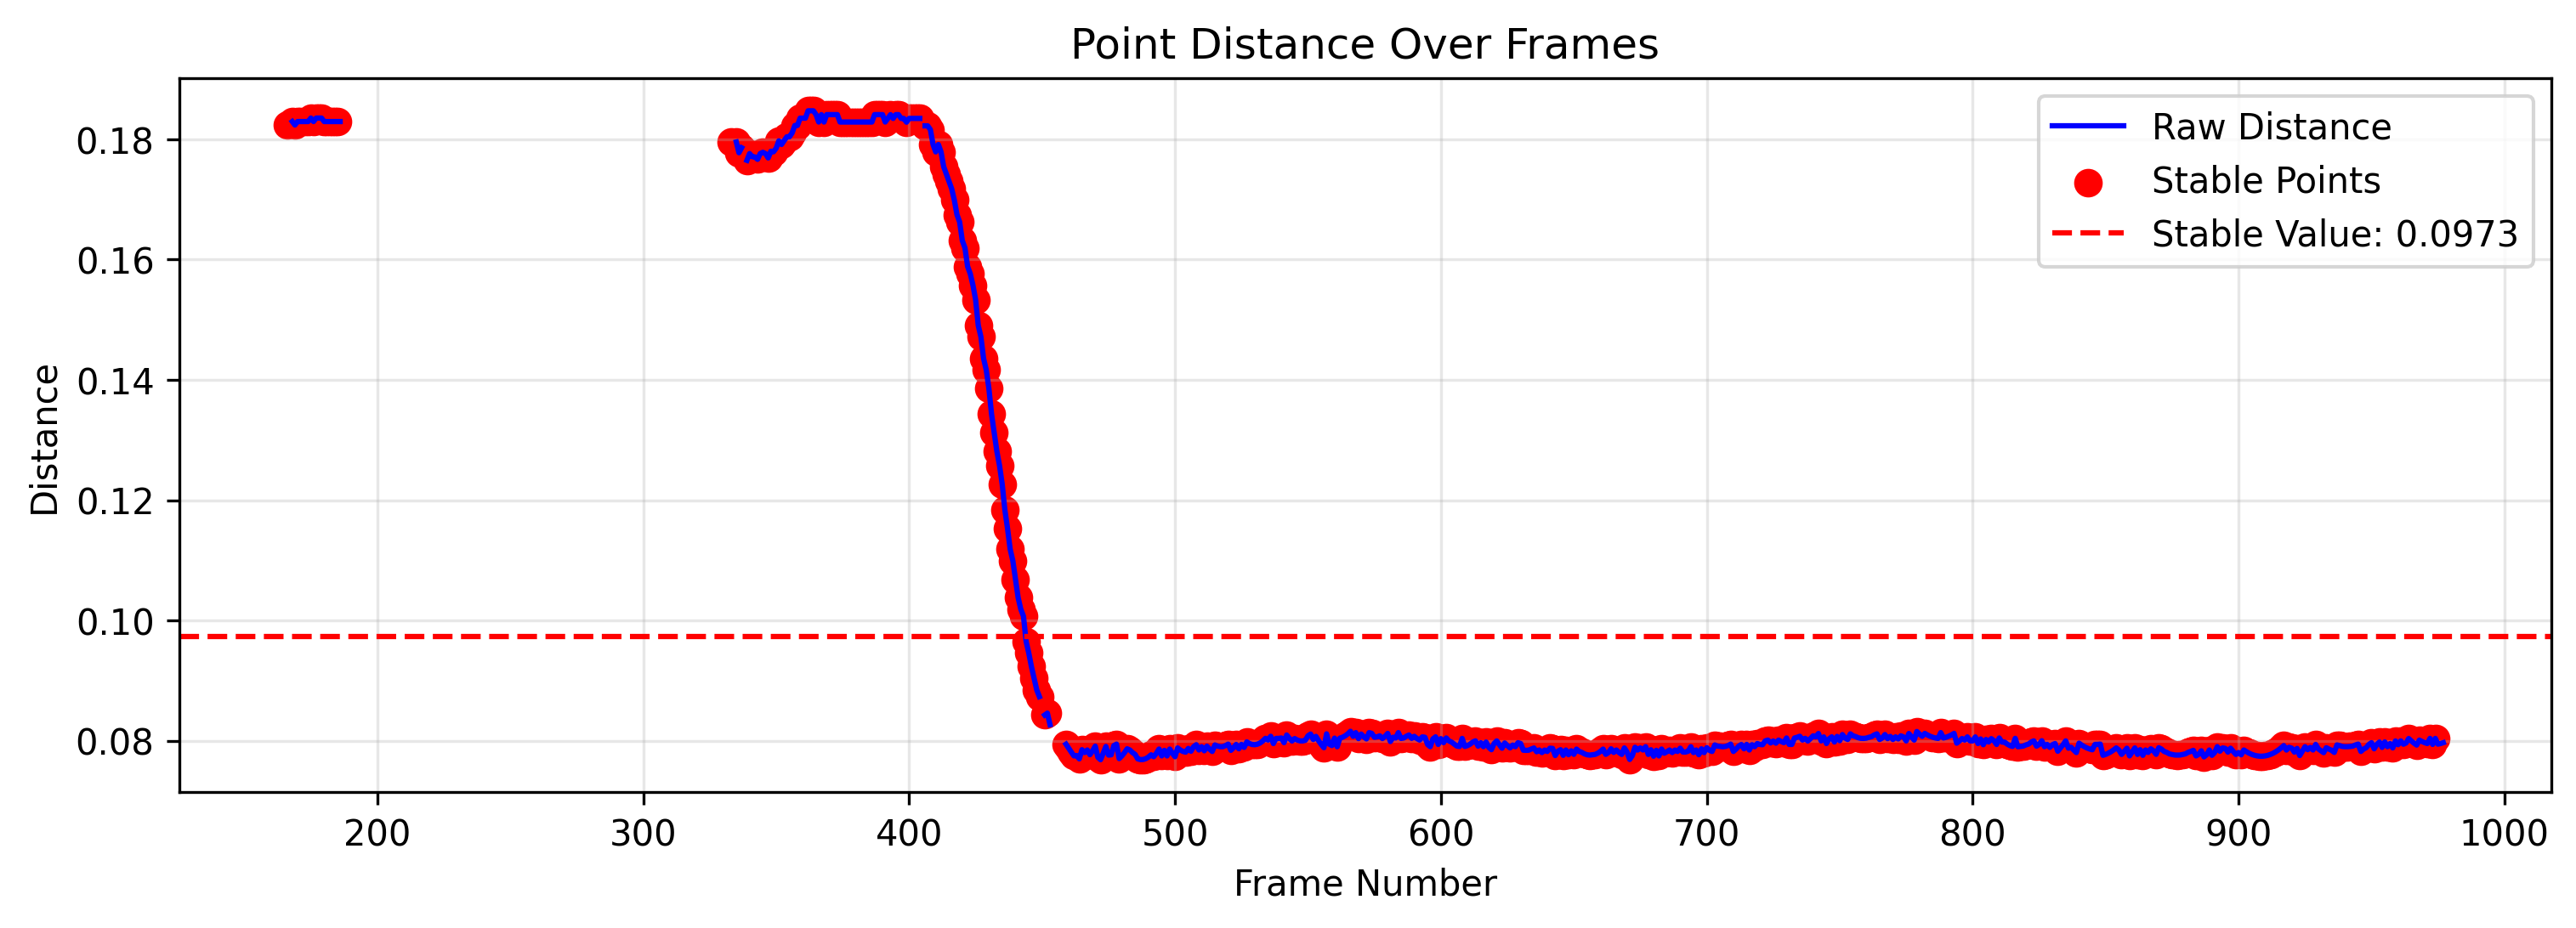 Point Distance Over Frames
Raw Distance
Stable Points
Stable Value: 0.0973
Distance
0.18
0.16
0.14
0.12
0.10
0.08
200 300 400 500 600 700 800 900 1000
Frame Number